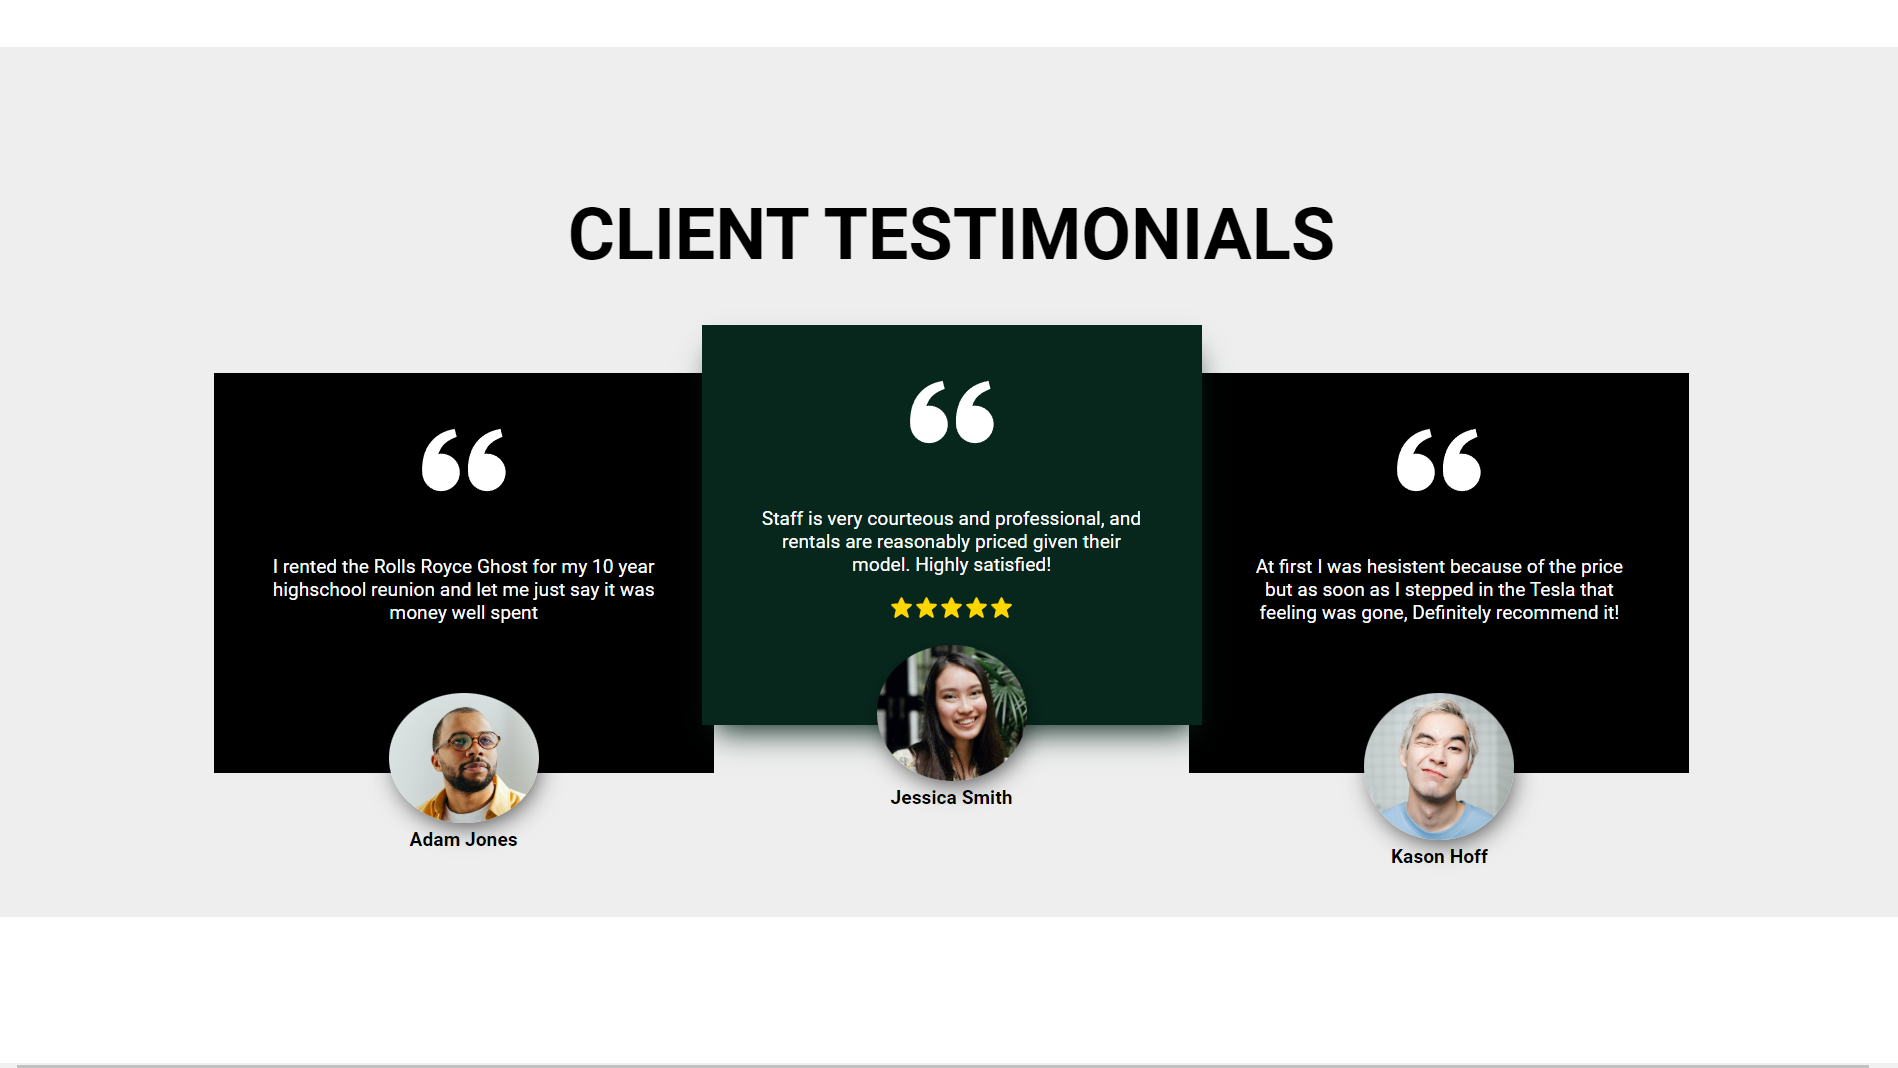 CLIENT TESTIMONIALS
I rented the Rolls Royce Ghost for my 10 year
highschool reunion and let me just say it was
money well spent
Adam Jones
Staff is very courteous and professional, and
rentals are reasonably priced given their
model. Highly satisfied!
Jessica Smith
At first I was hesistent because of the price
but as soon as I stepped in the Tesla that
feeling was gone, Definitely recommend it!
Kason Hoff